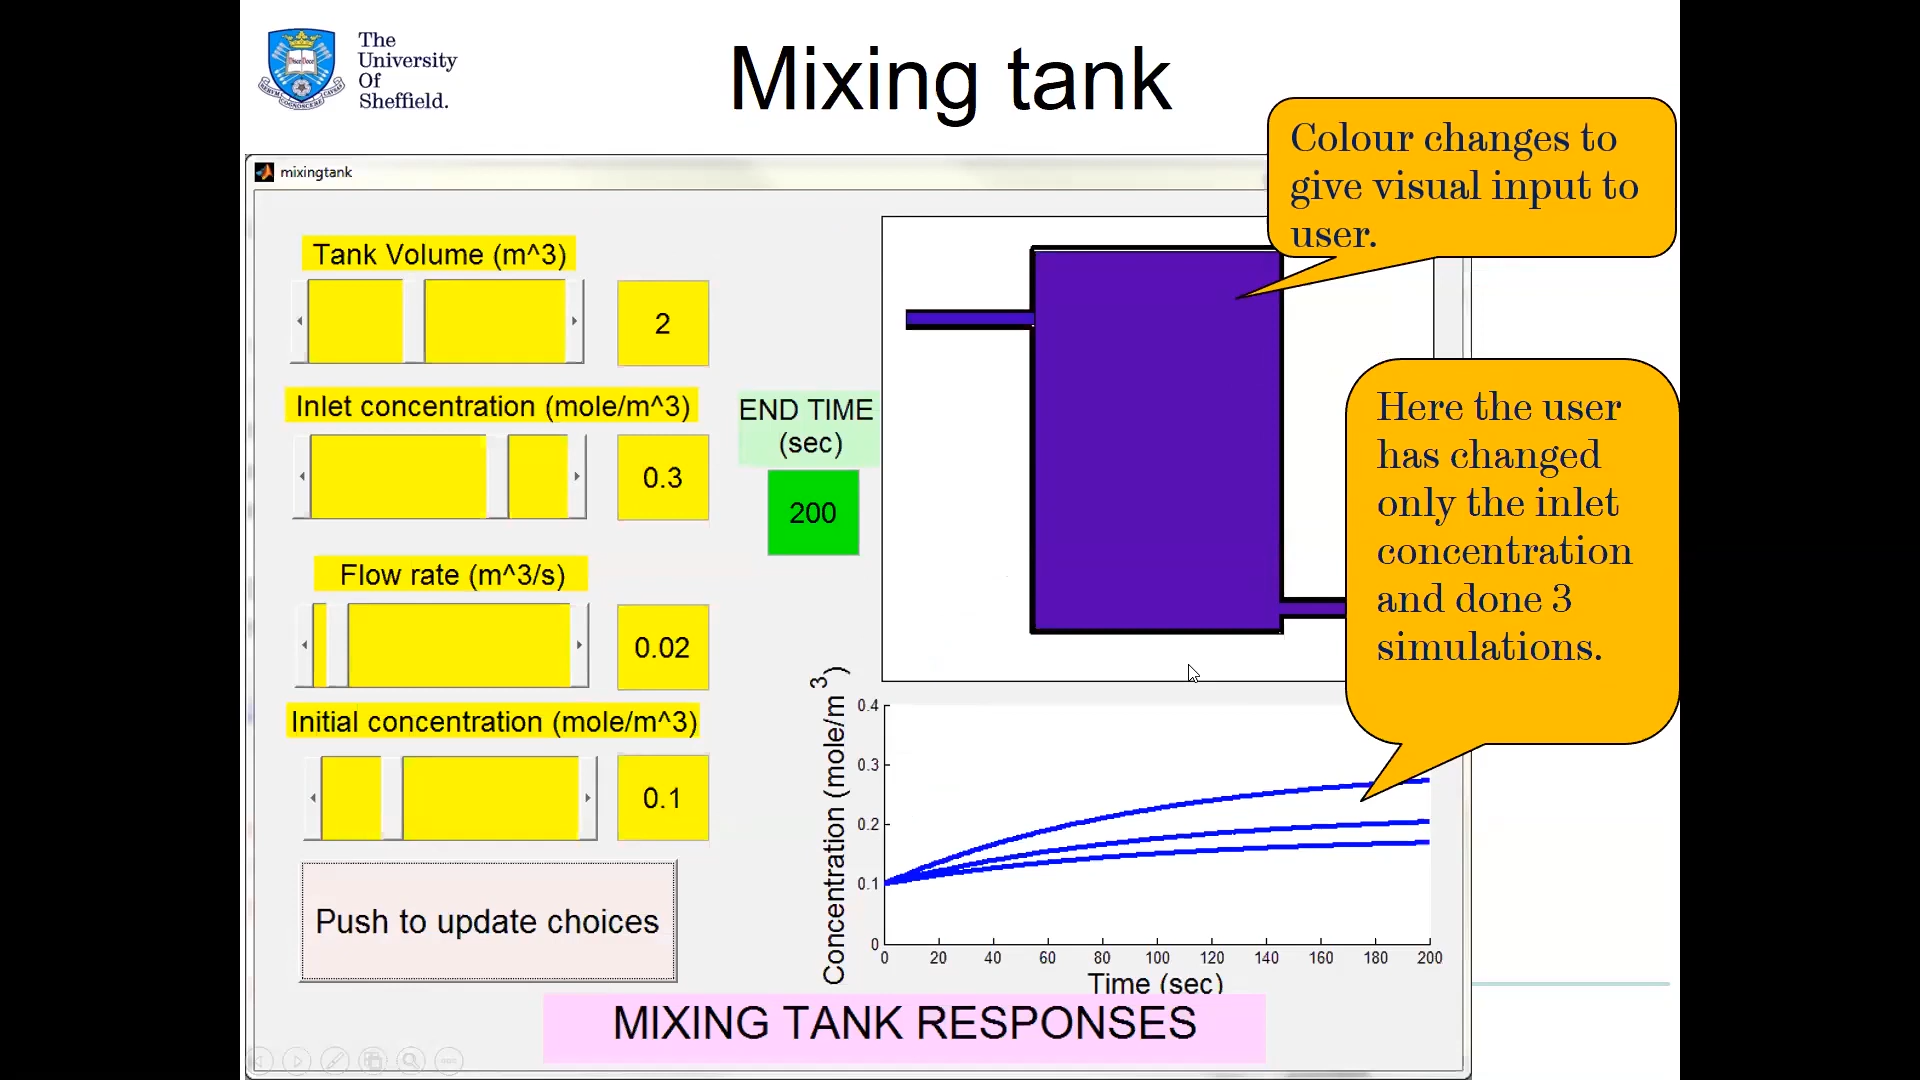 The
University
Of
Sheffield.
Mixing tank
mixingtank
Colour changes to
give visual input to
user.
Tank Volume (m^3)
2
Inlet concentration (mole/m^3)
0.3
END TIME
(sec)
200
Flow rate (m^3/s)
0.02
Initial concentration (mole/m^3)
0.1
Push to update choices
Here the user
has changed
only the inlet
concentration
and done 3
simulations.
Concentration (mole/m³)
0.4
0.3
0.2
0.1
0
0 20 40 60 80 100 120 140 160 180 200
Time (sec)
MIXING TANK RESPONSES